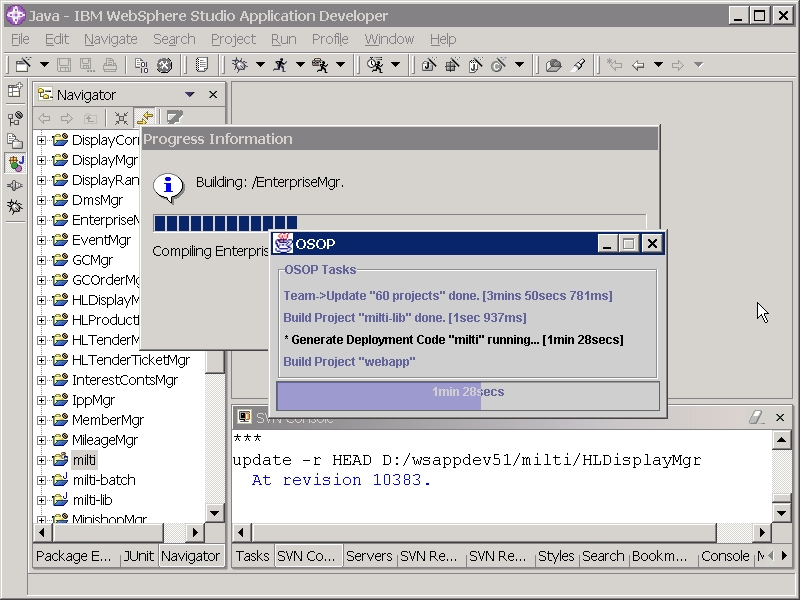 Java - IBM WebSphere Studio Application Developer
File Edit Navigate Search Project Run Profile Window Help
Navigator
DisplayCor
DisplayMgr
DisplayRan
DmsMgr
EnterpriseM
EventMgr
GCMgr
GCOrderMg
HLDisplayM
HLProduct
HLTenderM
HLTenderTicketMgr
InterestContsMgr
IppMgr
MemberMgr
MileageMgr
milti
milti-batch
milti-lib
MinishopMgr
Package E... JUnit Navigator
Progress Information
Building: /EnterpriseMgr.
Compiling Enterpris
OSOP
OSOP Tasks
Team->Update "60 projects" done. [3mins 50secs 781ms]
Build Project "milti-lib" done. [1sec 937ms]
* Generate Deployment Code "milti" running... [1min 28secs]
Build Project "webapp"
1min 28secs
SVN Console
***
update -r HEAD D:/wsappdev51/milti/HLDisplayMgr
At revision 10383.
Tasks SVN Co... Servers SVN Re... SVN Re... Styles Search Bookm... Console